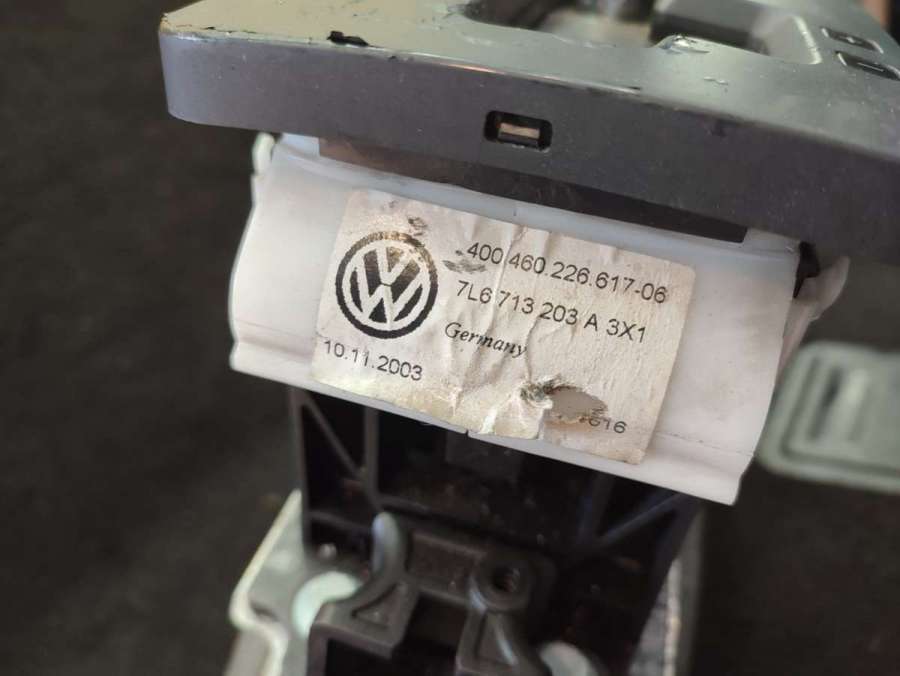 400 460.226.617-06
7L6 713 203 A 3X1
Germany
10.11.2003